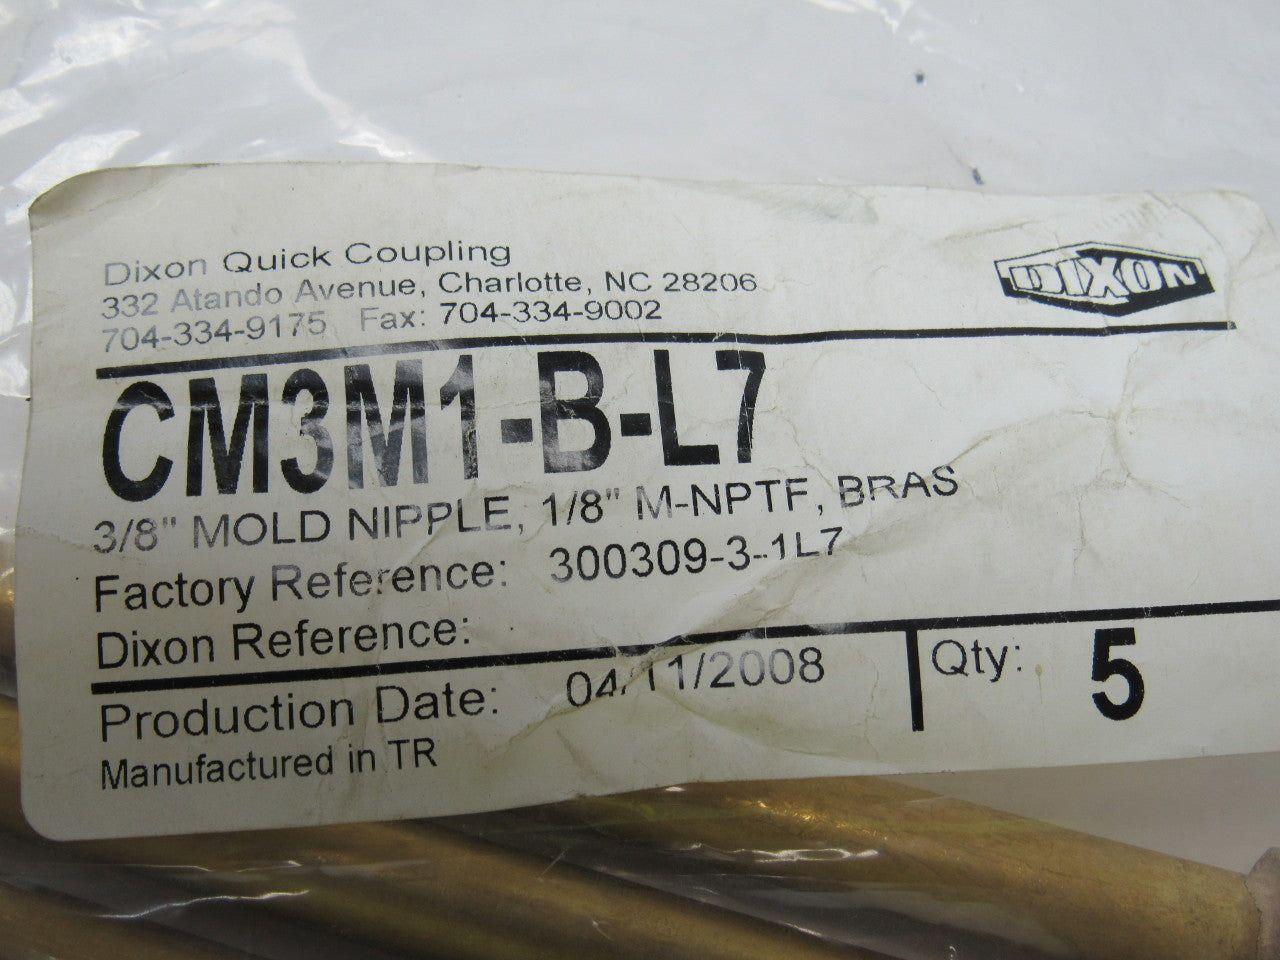 Dixon Quick Coupling
332 Atando Avenue, Charlotte, NC 28206
704-334-9175 Fax: 704-334-9002
DIXON
CM3M1-B-L7
3/8" MOLD NIPPLE, 1/8" M-NPTF, BRAS
Factory Reference: 300309-3-1L7
Dixon Reference:
Production Date: 04/11/2008
Qty: 5
Manufactured in TR